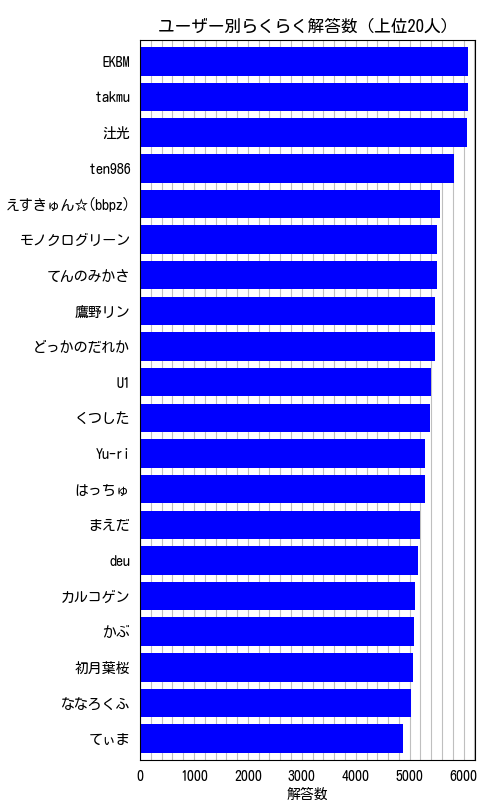 ユーザー別らくらく解答数（上位20人）
EKBM
takmu
辻光
ten986
えすきゅん☆(bbpz)
モノクログリーン
てんのみかさ
鷹野リン
どっかのだれか
U1
くつした
Yu-ri
はっちゅ
まえだ
deu
カルコゲン
かぶ
初月葉桜
ななろくふ
てぃま
0 1000 2000 3000 4000 5000 6000
解答数